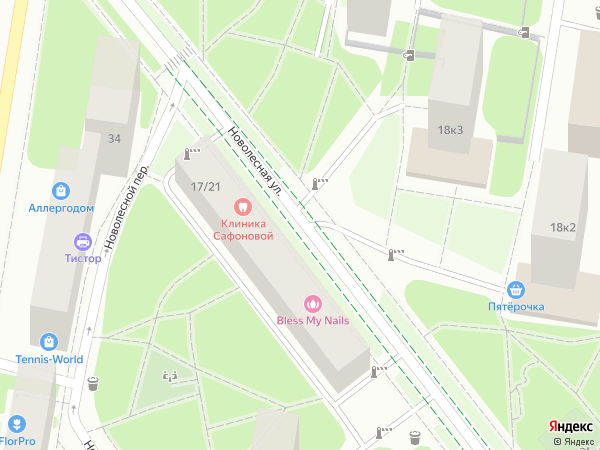 18к3
34
Новолесная ул.
Новолесной пер.
17/21
Аллергодом
Клиника
Сафоновой
18к2
Тистор
Пятёрочка
Bless My Nails
Tennis-World
FlorPro
Но
Яндекс
© Яндекс